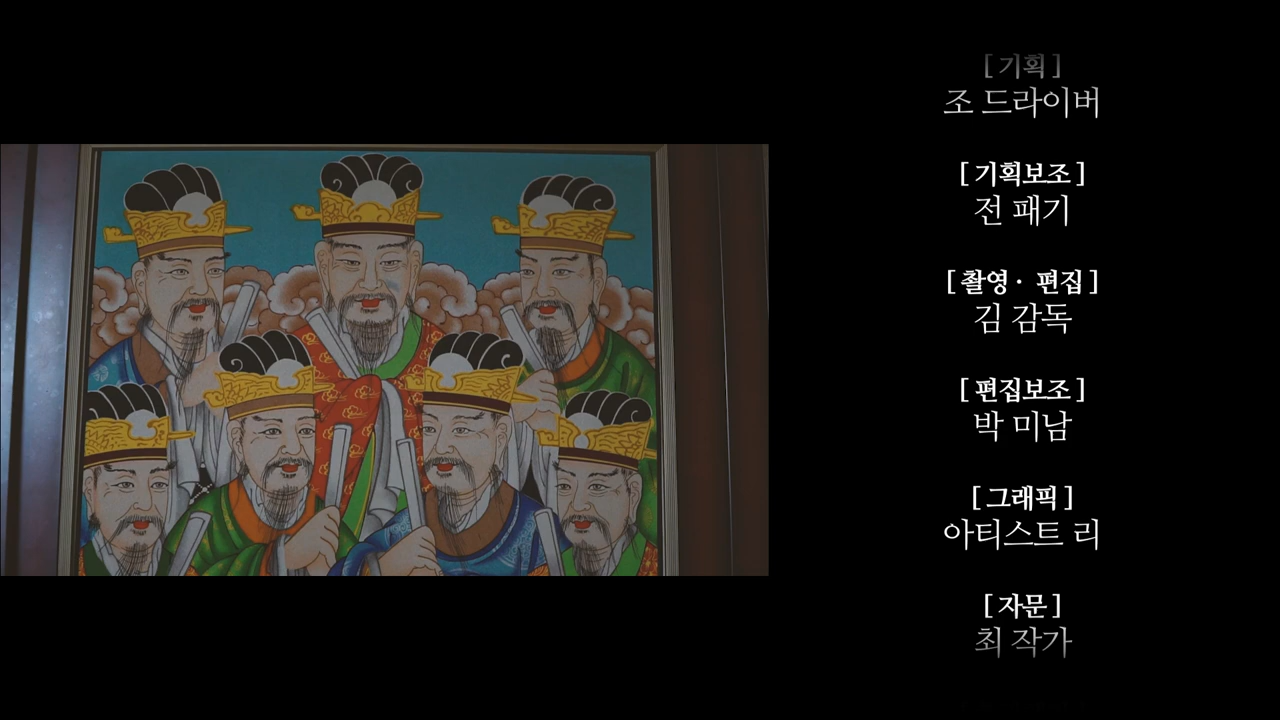 [기획]
조 드라이버
[기획보조]
전 패기
[촬영· 편집]
김 감독
[편집보조]
박 미남
[그래픽]
아티스트 리
[자문]
최 작가